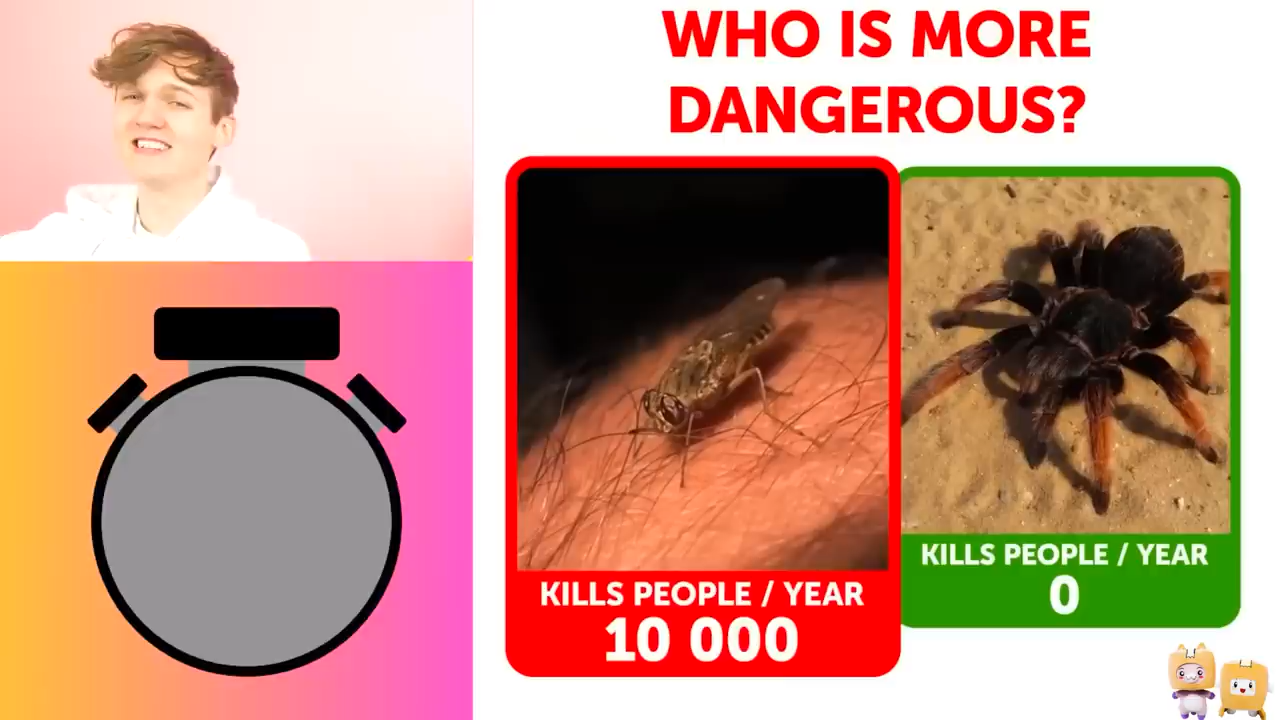 WHO IS MORE
DANGEROUS?
KILLS PEOPLE / YEAR
10 000
KILLS PEOPLE / YEAR
0